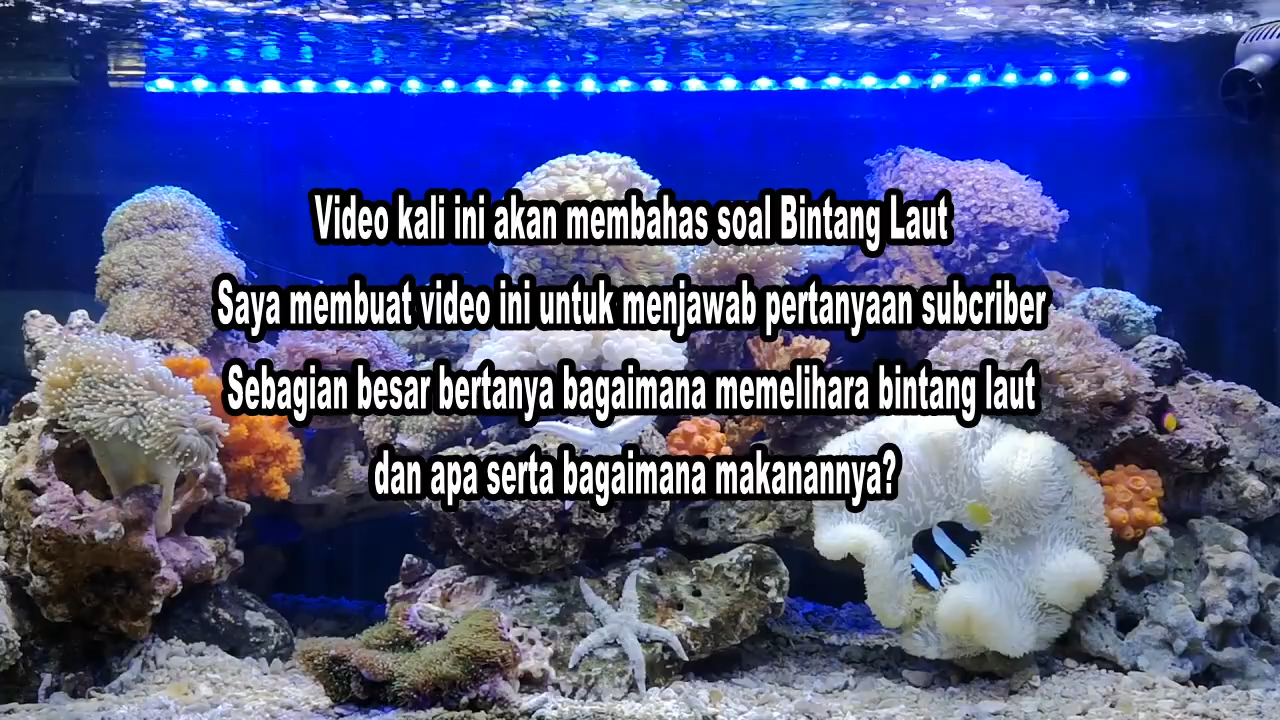 Video kali ini akan membahas soal Bintang Laut
Saya membuat video ini untuk menjawab pertanyaan subcriber
Sebagian besar bertanya bagaimana memelihara bintang laut
dan apa serta bagaimana makanannya?